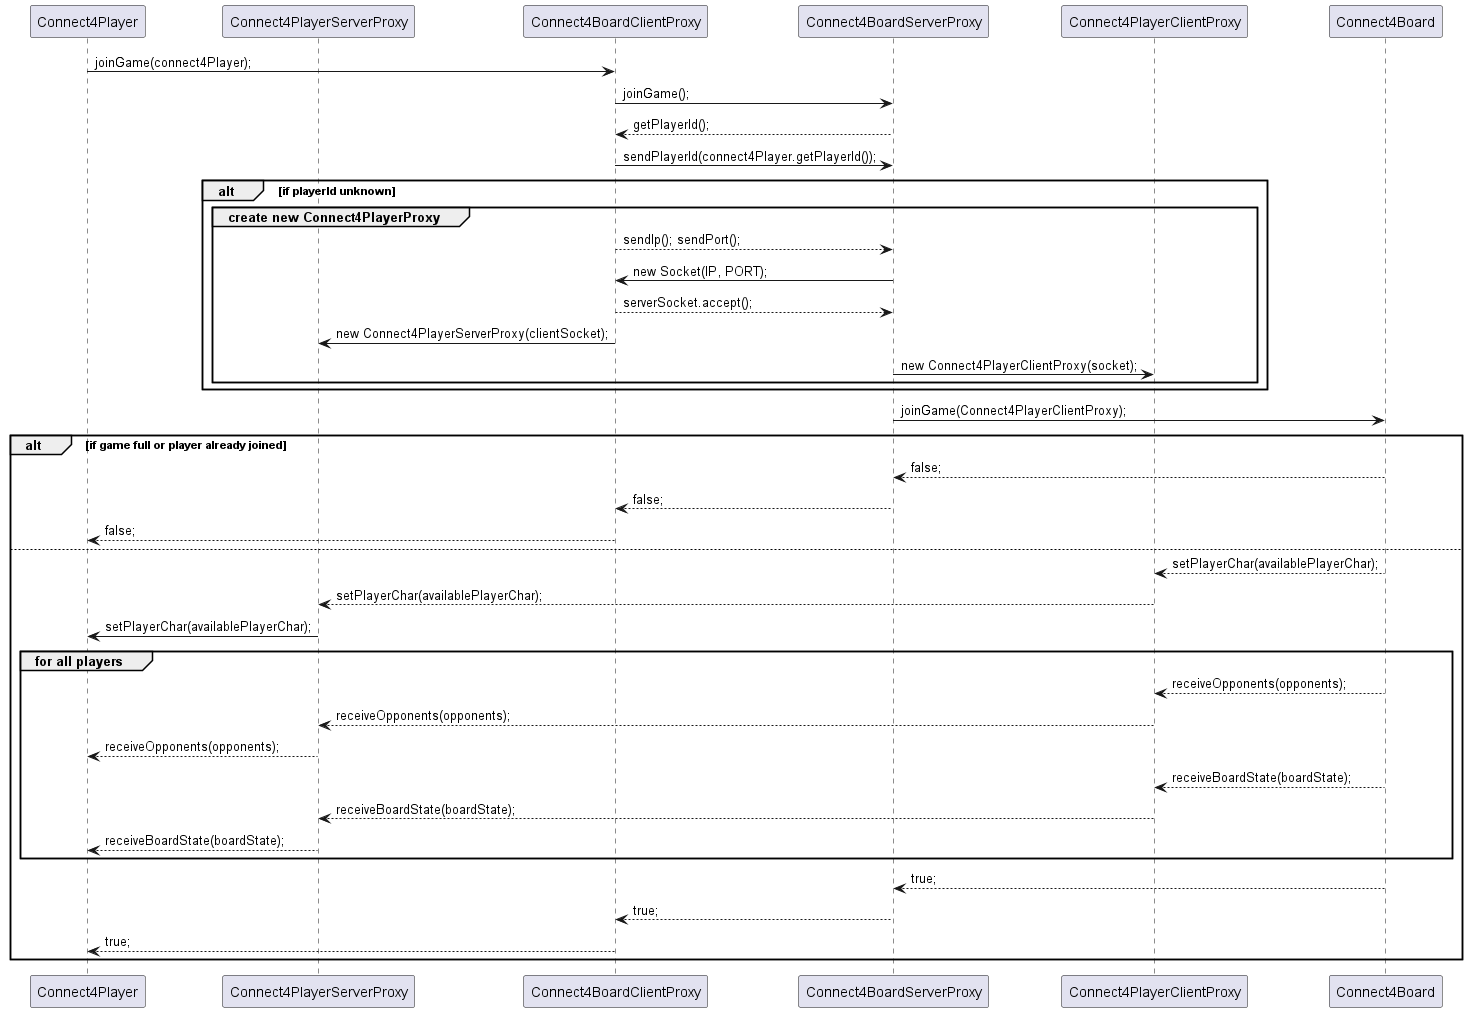 Connect4Player
Connect4PlayerServerProxy
Connect4BoardClientProxy
Connect4BoardServerProxy
Connect4PlayerClientProxy
Connect4Board
joinGame(connect4Player);
joinGame();
getPlayerId();
sendPlayerId(connect4Player.getPlayerId());
alt [if playerId unknown]
create new Connect4PlayerProxy
sendIp(); sendPort();
new Socket(IP, PORT);
serverSocket.accept();
new Connect4PlayerServerProxy(clientSocket);
new Connect4PlayerClientProxy(socket);
joinGame(Connect4PlayerClientProxy);
alt [if game full or player already joined]
false;
false;
false;
setPlayerChar(availablePlayerChar);
setPlayerChar(availablePlayerChar);
setPlayerChar(availablePlayerChar);
for all players
receiveOpponents(opponents);
receiveOpponents(opponents);
receiveOpponents(opponents);
receiveBoardState(boardState);
receiveBoardState(boardState);
receiveBoardState(boardState);
true;
true;
true;
Connect4Player
Connect4PlayerServerProxy
Connect4BoardClientProxy
Connect4BoardServerProxy
Connect4PlayerClientProxy
Connect4Board